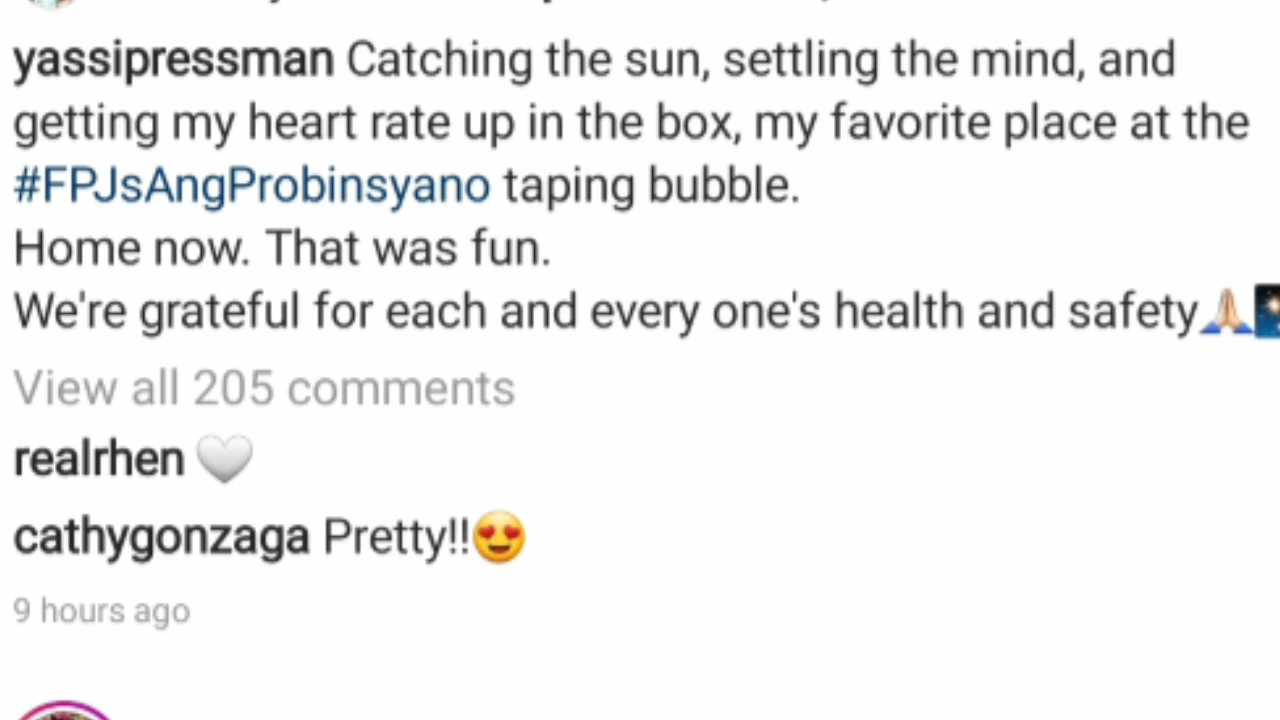 yassipressman Catching the sun, settling the mind, and
getting my heart rate up in the box, my favorite place at the
#FPJsAngProbinsyano taping bubble.
Home now. That was fun.
We're grateful for each and every one's health and safety🙏🏻🎇
View all 205 comments
realrhen 🤍
cathygonzaga Pretty!!😍
9 hours ago